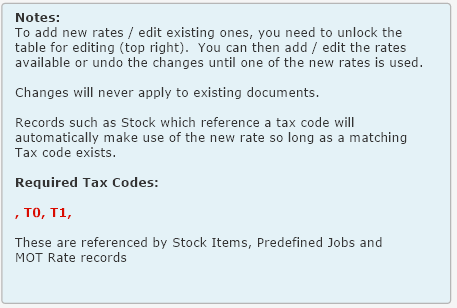 Notes:
To add new rates / edit existing ones, you need to unlock the
table for editing (top right).  You can then add / edit the rates
available or undo the changes until one of the new rates is used.
Changes will never apply to existing documents.
Records such as Stock which reference a tax code will
automatically make use of the new rate so long as a matching
Tax code exists.
Required Tax Codes:
, T0, T1,
These are referenced by Stock Items, Predefined Jobs and
MOT Rate records